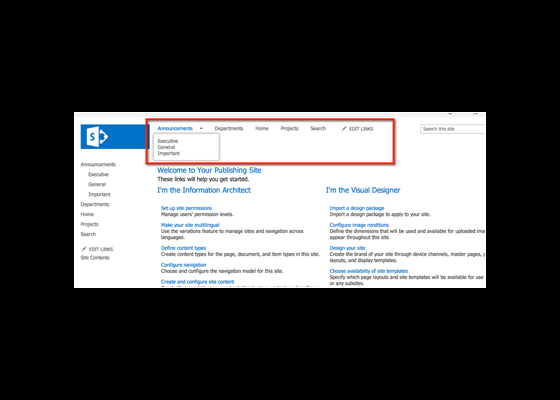 Announcements Departments Home Projects Search EDIT LINKS
Search this site
Executive
General
Important
Announcements
Executive
General
Important
Departments
Home
Projects
Search
EDIT LINKS
Site Contents
Welcome to Your Publishing Site
These links will help you get started.
I'm the Information Architect
Set up site permissions
Manage users' permission levels.
Make your site multilingual
Use the variations feature to manage sites and navigation across
languages.
Define content types
Create content types for the page, document, and item types in this site.
Configure navigation
Choose and configure the navigation model for this site.
Create and configure site content
I'm the Visual Designer
Import a design package
Import a design package to apply to your site.
Configure image renditions
Define the dimensions that will be used and available for uploaded ima
appear throughout this site.
Design your site
Create the brand of your site through device channels, master pages, p
layouts, and display templates.
Choose availability of site templates
Specify which page layouts and site templates will be available for use
or any subsites.